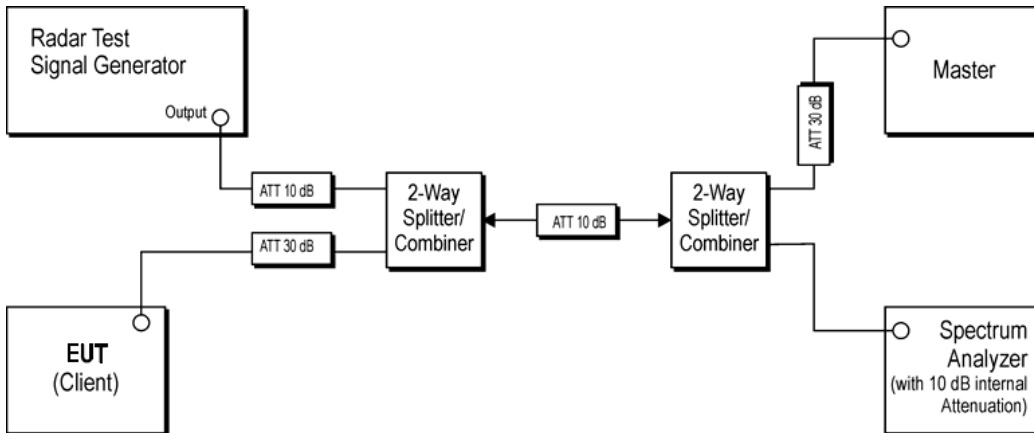 Radar Test
Signal Generator
Output
ATT 10 dB
ATT 30 dB
2-Way
Splitter/
Combiner
ATT 10 dB
2-Way
Splitter/
Combiner
ATT 30 dB
Master
EUT
(Client)
Spectrum
Analyzer
(with 10 dB internal
Attenuation)